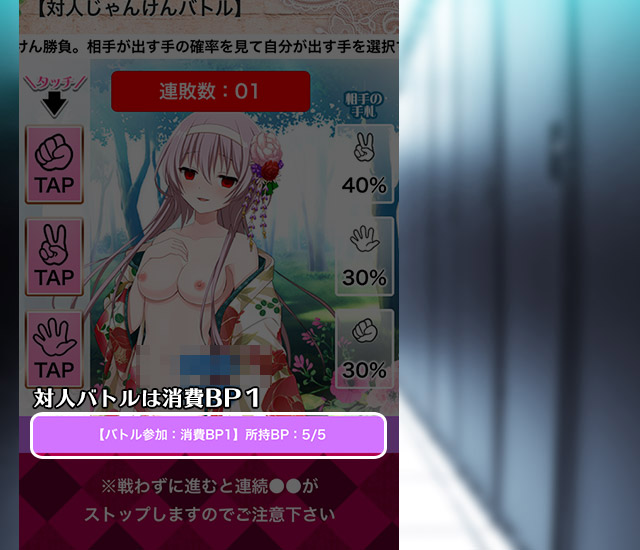 【対人じゃんけんバトル】
けん勝負。相手が出す手の確率を見て自分が出す手を選択
タッチ
連敗数：01
相手の
手札
TAP
40%
TAP
30%
TAP
30%
対人バトルは消費BP1
【バトル参加：消費BP1】所持BP：5/5
※戦わずに進むと連続●●が
ストップしますのでご注意下さい